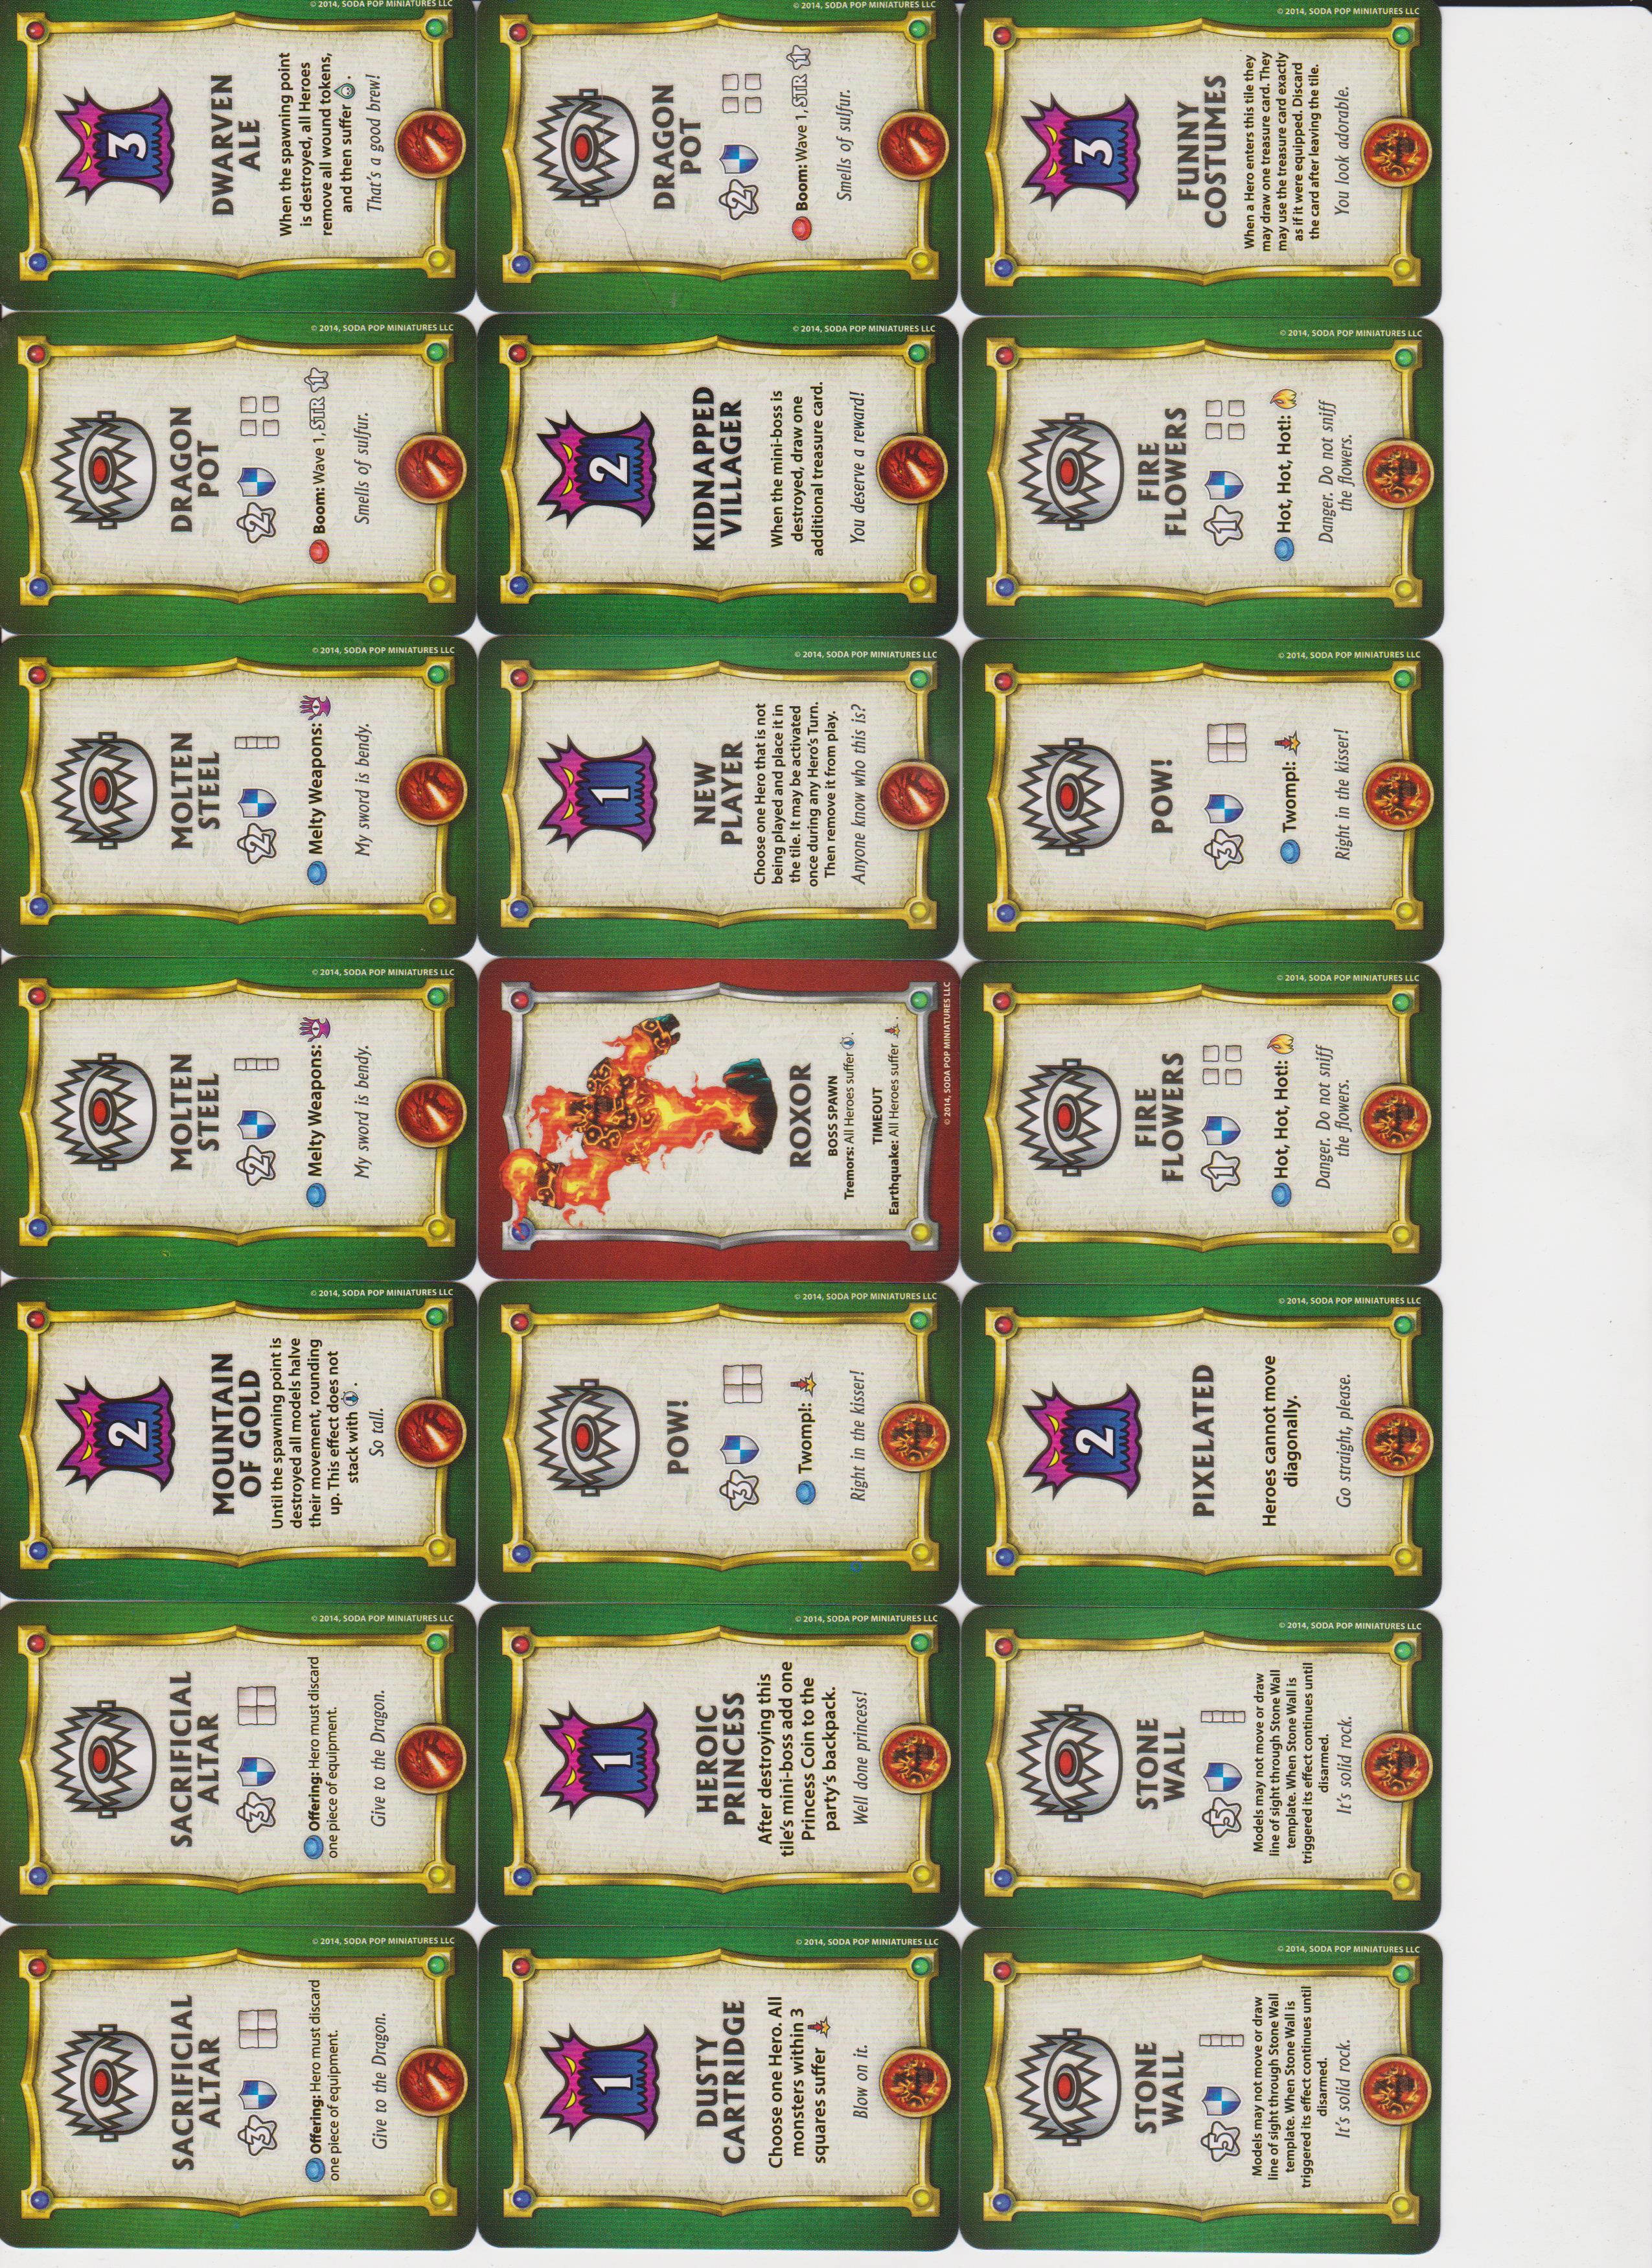 SACRIFICIAL
ALTAR
3
Offering: Hero must discard
one piece of equipment.
Give to the Dragon.
© 2014, SODA POP MINIATURES LLC
SACRIFICIAL
ALTAR
3
Offering: Hero must discard
one piece of equipment.
Give to the Dragon.
© 2014, SODA POP MINIATURES LLC
2
MOUNTAIN
OF GOLD
Until the spawning point is
destroyed all models halve
their movement, rounding
up. This effect does not
stack with .
So tall.
© 2014, SODA POP MINIATURES LLC
MOLTEN
STEEL
2
Melty Weapons:
My sword is bendy.
© 2014, SODA POP MINIATURES LLC
MOLTEN
STEEL
2
Melty Weapons:
My sword is bendy.
© 2014, SODA POP MINIATURES LLC
DRAGON
POT
2
Boom: Wave 1, STR 1
Smells of sulfur.
© 2014, SODA POP MINIATURES LLC
3
DWARVEN
ALE
When the spawning point
is destroyed, all Heroes
remove all wound tokens,
and then suffer .
That's a good brew!
© 2014, SODA POP MINIATURES LLC
1
DUSTY
CARTRIDGE
Choose one Hero. All
monsters within 3
squares suffer
Blow on it.
© 2014, SODA POP MINIATURES LLC
1
HEROIC
PRINCESS
After destroying this
tile's mini-boss add one
Princess Coin to the
party's backpack.
Well done princess!
© 2014, SODA POP MINIATURES LLC
POW!
3
Twomp!:
Right in the kisser!
© 2014, SODA POP MINIATURES LLC
ROXOR
BOSS SPAWN
Tremors: All Heroes suffer .
TIMEOUT
Earthquake: All Heroes suffer .
© 2014, SODA POP MINIATURES LLC
1
NEW
PLAYER
Choose one Hero that is not
being played and place it in
the tile. It may be activated
once during any Hero's Turn.
Then remove it from play.
Anyone know who this is?
© 2014, SODA POP MINIATURES LLC
2
KIDNAPPED
VILLAGER
When the mini-boss is
destroyed, draw one
additional treasure card.
You deserve a reward!
© 2014, SODA POP MINIATURES LLC
DRAGON
POT
2
Boom: Wave 1, STR 1
Smells of sulfur.
© 2014, SODA POP MINIATURES LLC
STONE
WALL
5
Models may not move or draw
line of sight through Stone Wall
template. When Stone Wall is
triggered its effect continues until
disarmed.
It's solid rock.
© 2014, SODA POP MINIATURES LLC
STONE
WALL
5
Models may not move or draw
line of sight through Stone Wall
template. When Stone Wall is
triggered its effect continues until
disarmed.
It's solid rock.
© 2014, SODA POP MINIATURES LLC
2
PIXELATED
Heroes cannot move
diagonally.
Go straight, please.
© 2014, SODA POP MINIATURES LLC
FIRE
FLOWERS
1
Hot, Hot, Hot!:
Danger. Do not sniff
the flowers.
© 2014, SODA POP MINIATURES LLC
POW!
3
Twomp!:
Right in the kisser!
© 2014, SODA POP MINIATURES LLC
FIRE
FLOWERS
1
Hot, Hot, Hot!:
Danger. Do not sniff
the flowers.
© 2014, SODA POP MINIATURES LLC
3
FUNNY
COSTUMES
When a Hero enters this tile they
may draw one treasure card. They
may use the treasure card exactly
as if it were equipped. Discard
the card after leaving the tile.
You look adorable.
© 2014, SODA POP MINIATURES LLC